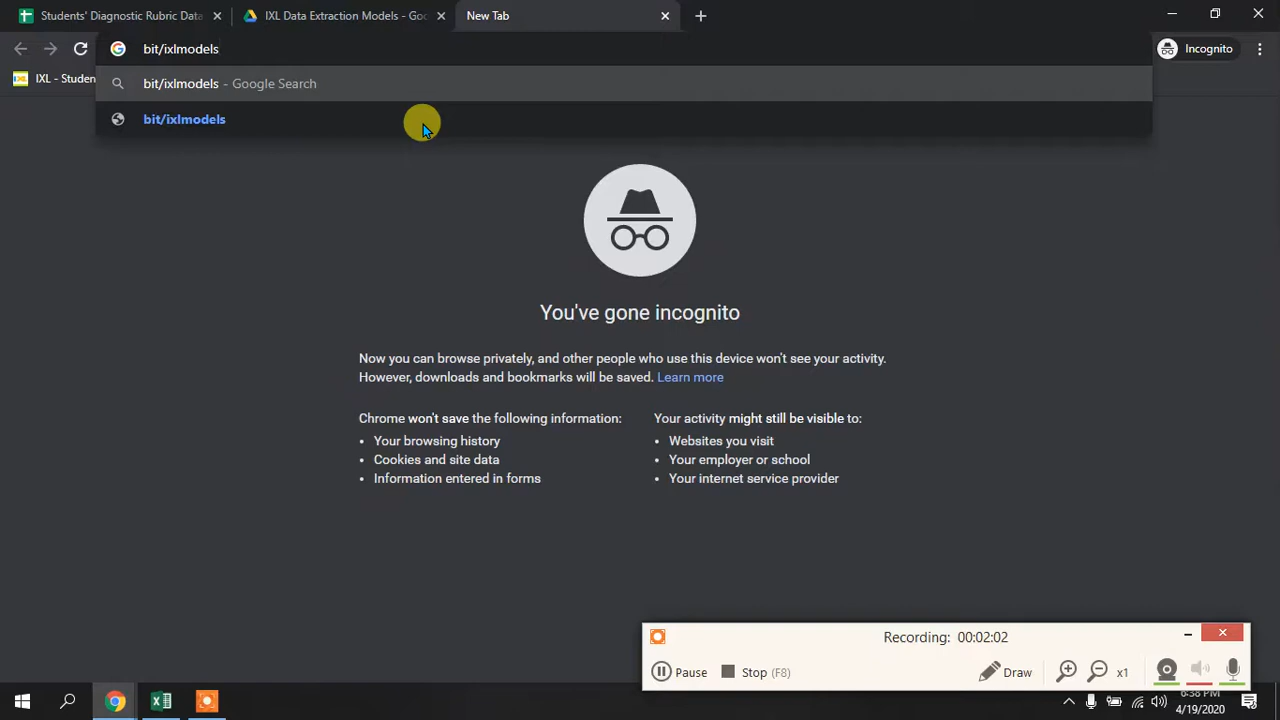 Students' Diagnostic Rubric Data
IXL Data Extraction Models - Goo
New Tab
bit/ixlmodels
Incognito
IXL - Studen
bit/ixlmodels - Google Search
bit/ixlmodels
You've gone incognito
Now you can browse privately, and other people who use this device won't see your activity.
However, downloads and bookmarks will be saved. Learn more
Chrome won't save the following information:
• Your browsing history
• Cookies and site data
• Information entered in forms
Your activity might still be visible to:
• Websites you visit
• Your employer or school
• Your internet service provider
Recording: 00:02:02
Pause
Stop (F8)
Draw
x1
6:38 PM
4/19/2020